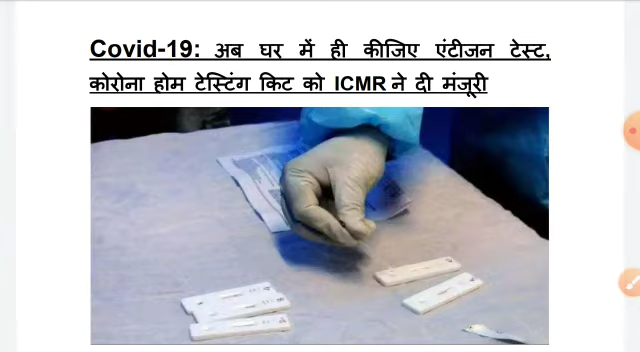 Covid-19: अब घर में ही कीजिए एंटीजन टेस्ट,
कोरोना होम टेस्टिंग किट को ICMR ने दी मंजूरी